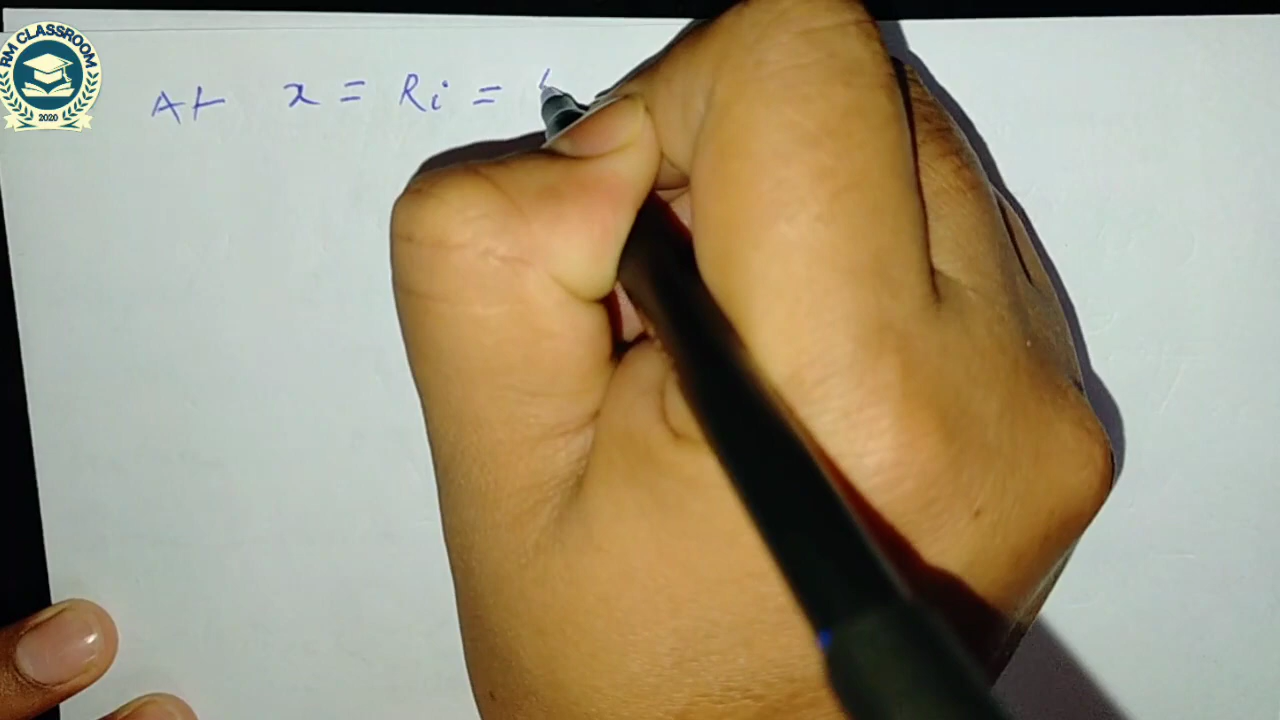 RM CLASSROOM
2020
At x = Ri =